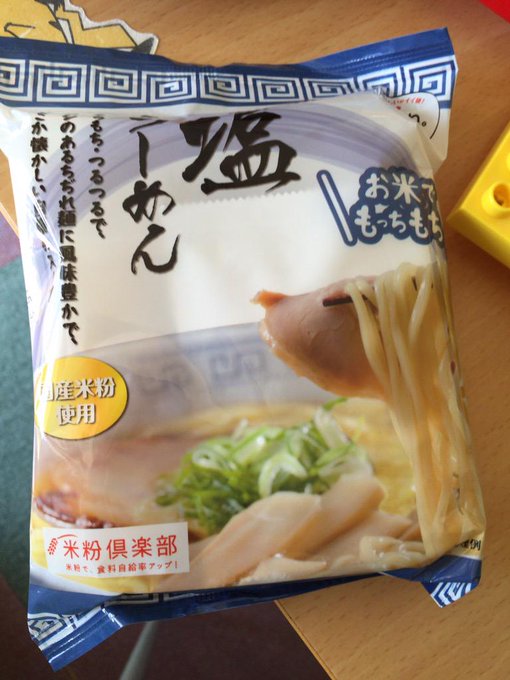 塩
らーめん
もち・つるつるで、
のあるちぢれ麺に風味豊かで、
か懐かしい、
お米で
もっちもち
国産米粉
使用
米粉倶楽部
米粉で、食料自給率アップ!